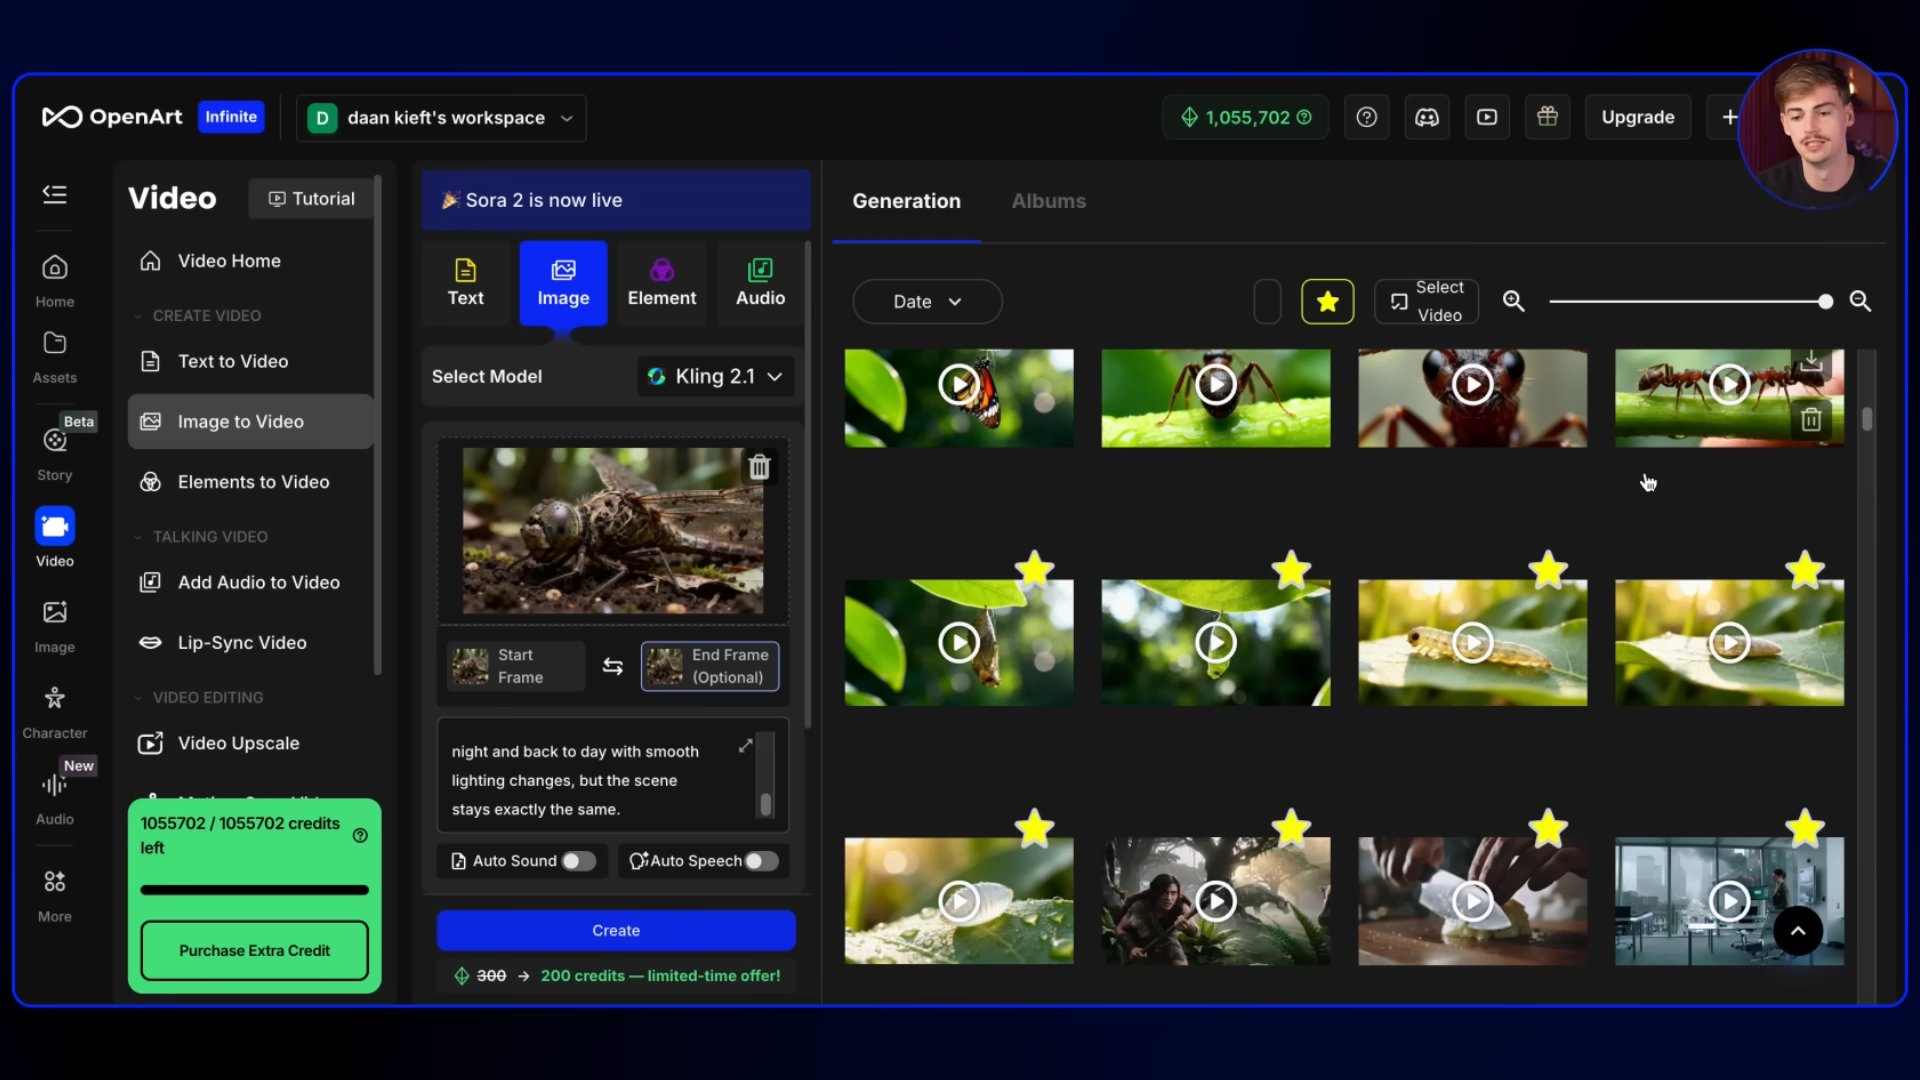 OpenArt
Infinite
D
daan kieft's workspace
1,055,702
Upgrade
Video
Tutorial
Home
Assets
Beta
Story
Video
Image
Character
New
Audio
More
Video Home
CREATE VIDEO
Text to Video
Image to Video
Elements to Video
TALKING VIDEO
Add Audio to Video
Lip-Sync Video
VIDEO EDITING
Video Upscale
1055702 / 1055702 credits
left
Purchase Extra Credit
Sora 2 is now live
Text
Image
Element
Audio
Select Model
Kling 2.1
Start
Frame
End Frame
(Optional)
night and back to day with smooth
lighting changes, but the scene
stays exactly the same.
Auto Sound
Auto Speech
Create
300 → 200 credits — limited-time offer!
Generation
Albums
Date
Select
Video